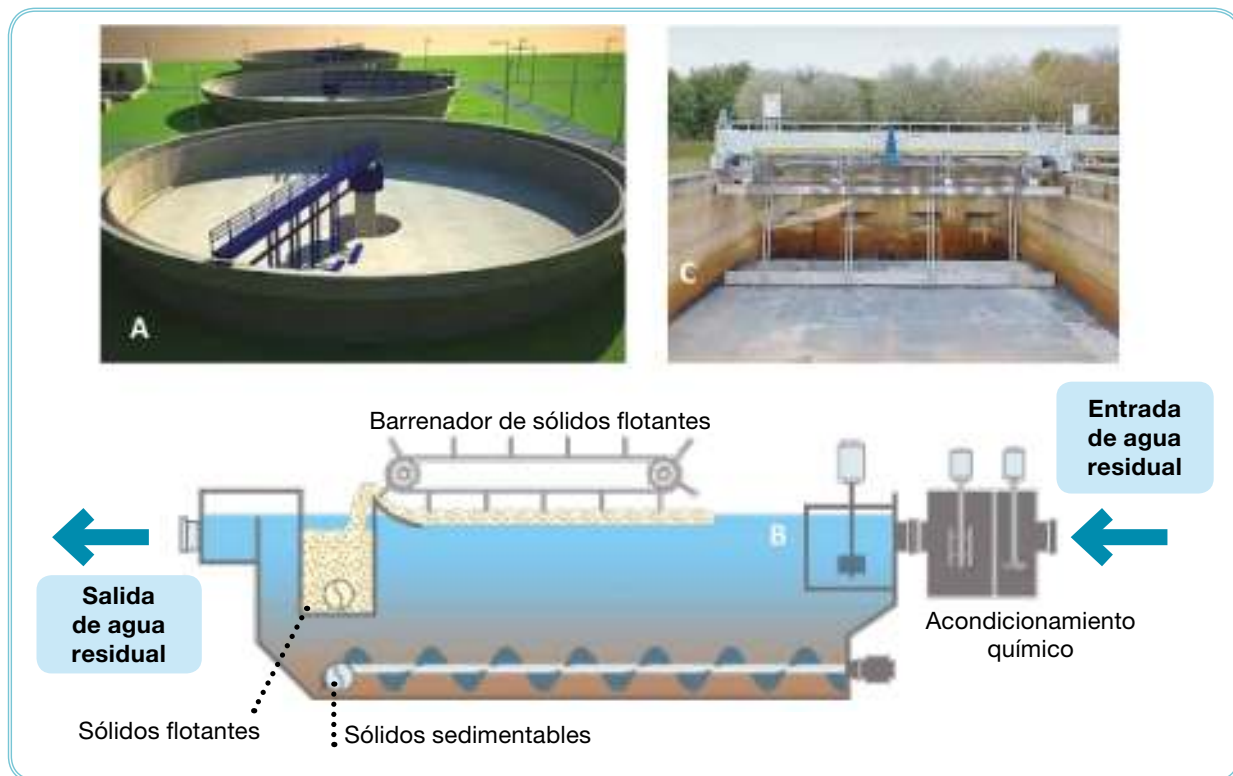 A
C
Barrenador de sólidos flotantes
Entrada
de agua
residual
B
Salida
de agua
residual
Acondicionamiento
químico
Sólidos flotantes
Sólidos sedimentables